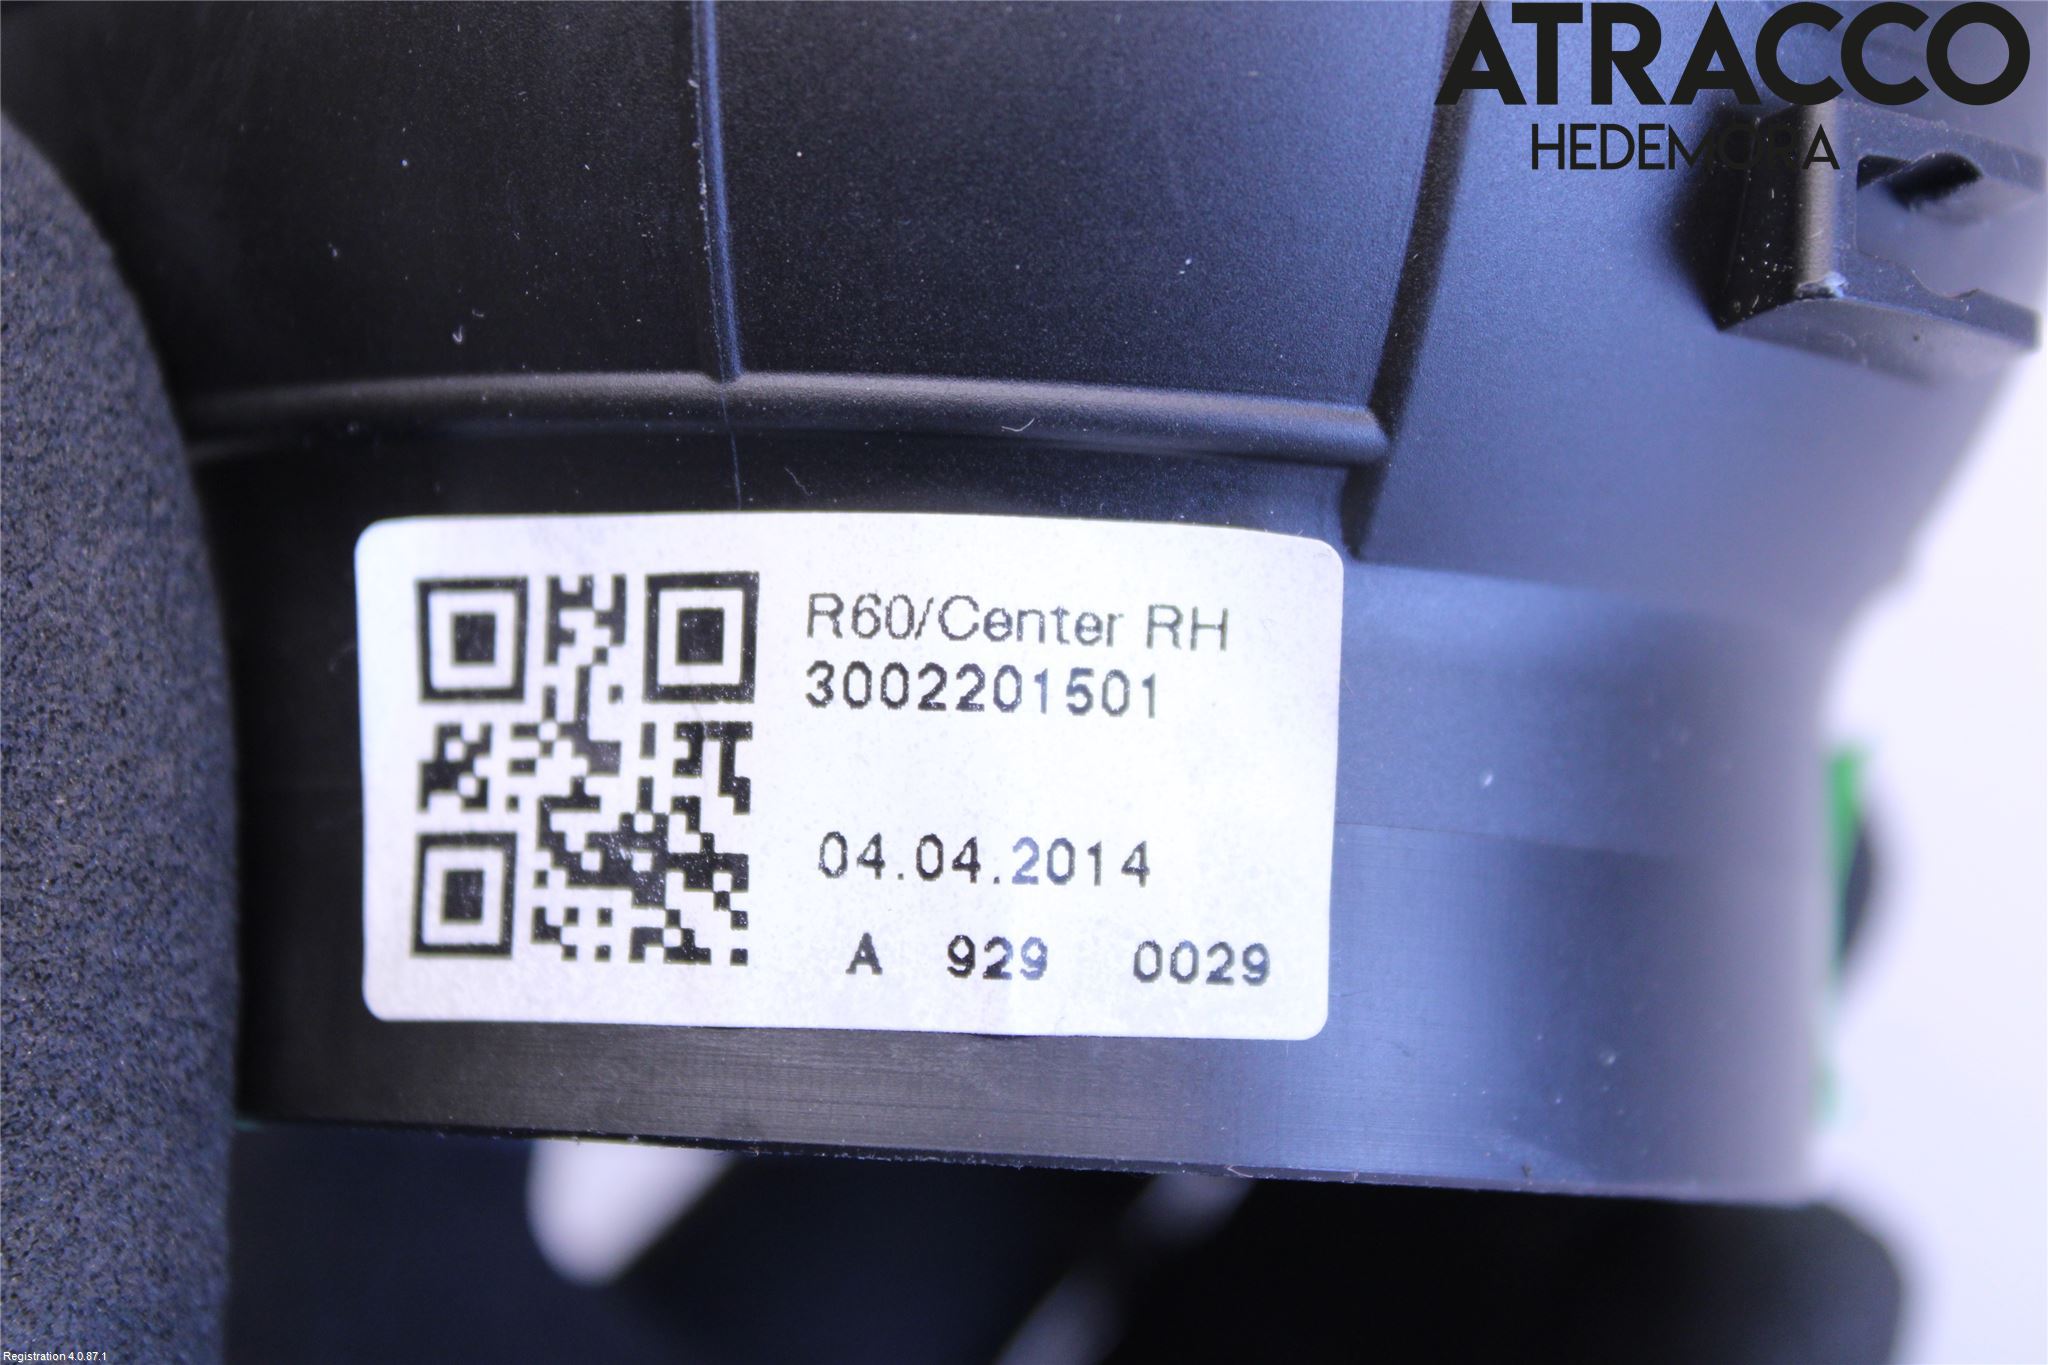 ATRACCO
HEDEMORA
R60/Center RH
3002201501
04.04.2014
A 929 0029
Registration 4.0.87.1